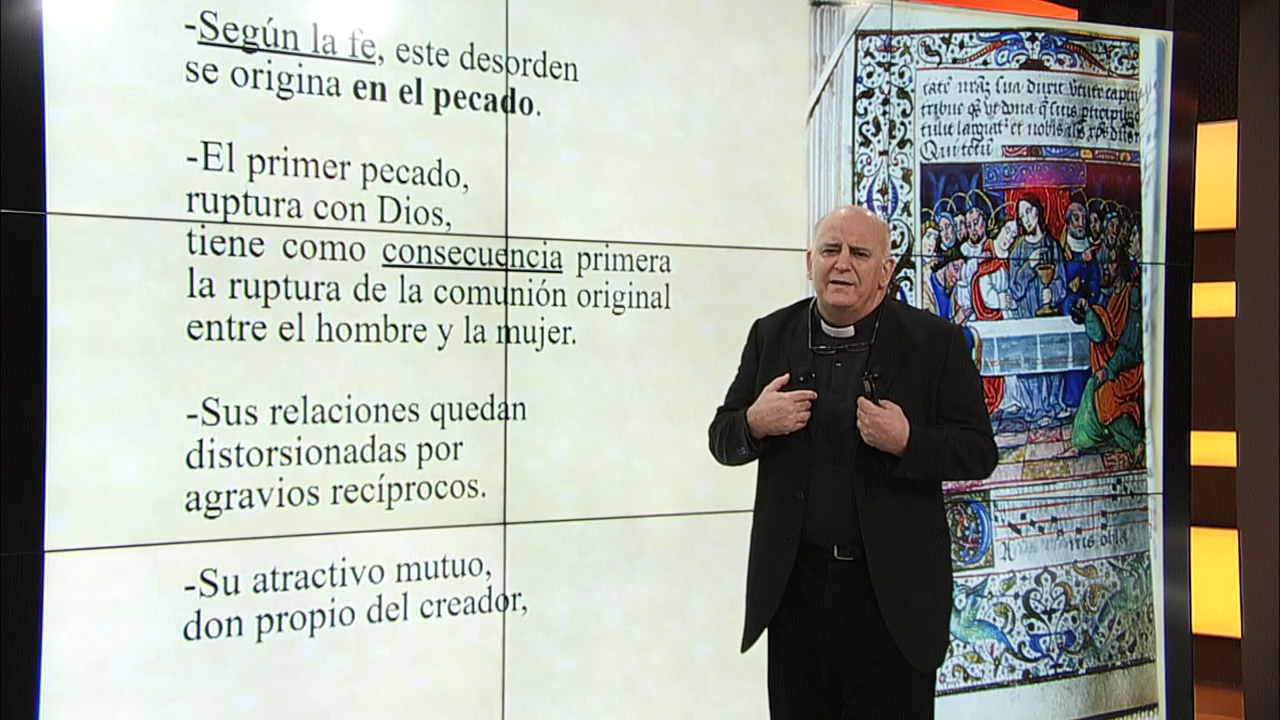 -Según la fe, este desorden
se origina en el pecado.
-El primer pecado,
ruptura con Dios,
tiene como consecuencia primera
la ruptura de la comunión original
entre el hombre y la mujer.
-Sus relaciones quedan
distorsionadas por
agravios recíprocos.
-Su atractivo mutuo,
don propio del creador,
et nobis